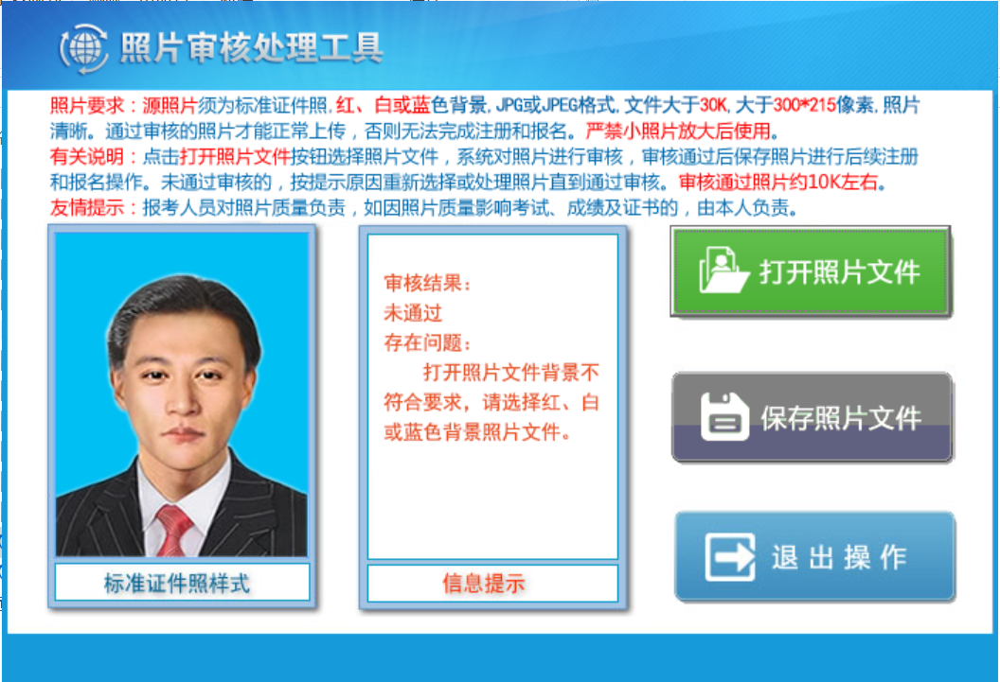 照片审核处理工具
照片要求：源照片须为标准证件照,红、白或蓝色背景,JPG或JPEG格式,文件大于30K,大于300*215像素,照片
清晰。通过审核的照片才能正常上传，否则无法完成注册和报名。严禁小照片放大后使用。
有关说明：点击打开照片文件按钮选择照片文件，系统对照片进行审核，审核通过后保存照片进行后续注册
和报名操作。未通过审核的，按提示原因重新选择或处理照片直到通过审核。审核通过照片约10K左右。
友情提示：报考人员对照片质量负责，如因照片质量影响考试、成绩及证书的，由本人负责。
审核结果：
未通过
存在问题：
打开照片文件背景不
符合要求，请选择红、白
或蓝色背景照片文件。
标准证件照样式
信息提示
打开照片文件
保存照片文件
退出操作